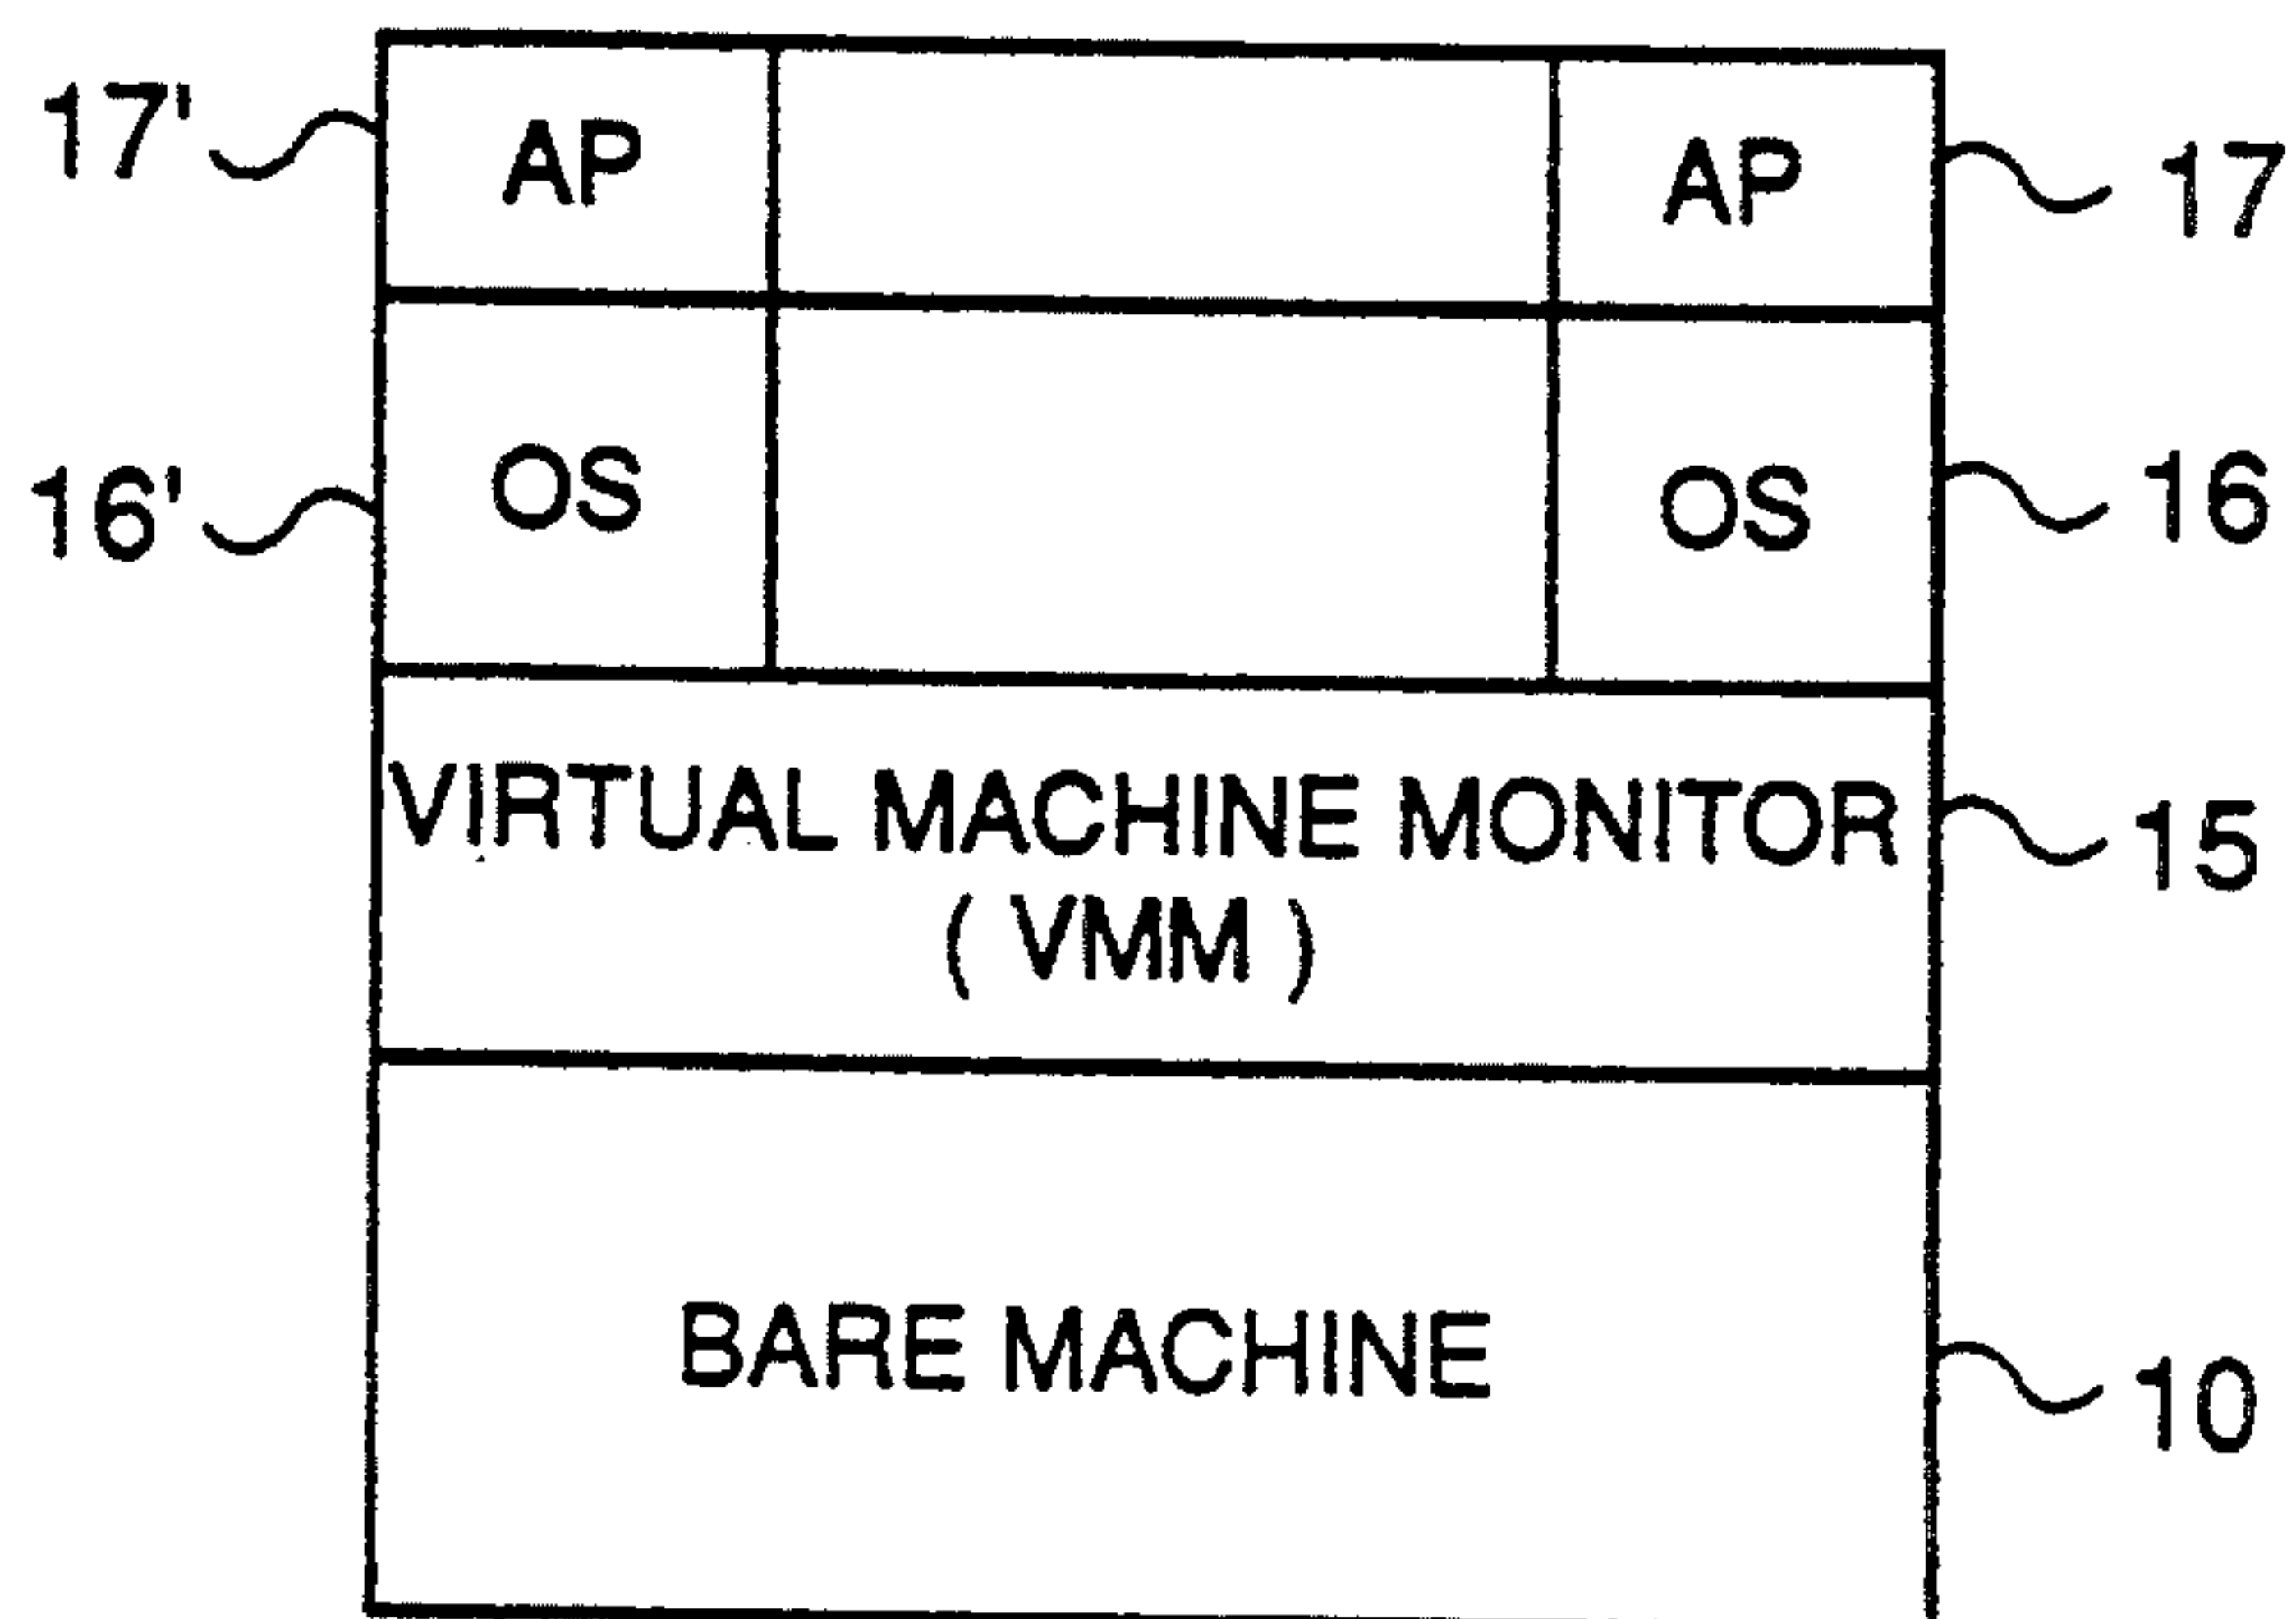 17'
AP
AP
17
16'
OS
OS
16
VIRTUAL MACHINE MONITOR
15
( VMM )
BARE MACHINE
10